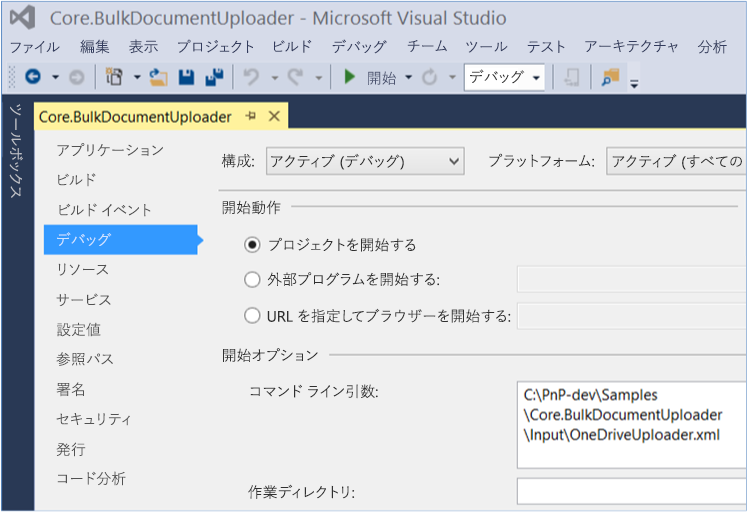 Core.BulkDocumentUploader - Microsoft Visual Studio
ファイル 編集 表示 プロジェクト ビルド デバッグ チーム ツール テスト アーキテクチャ 分析
開始 デバッグ
ツールボックス
Core.BulkDocumentUploader
アプリケーション
ビルド
ビルド イベント
デバッグ
リソース
サービス
設定値
参照パス
署名
セキュリティ
発行
コード分析
構成: アクティブ (デバッグ) プラットフォーム: アクティブ (すべての
開始動作
プロジェクトを開始する
外部プログラムを開始する:
URL を指定してブラウザーを開始する:
開始オプション
コマンド ライン引数:
C:\PnP-dev\Samples
\Core.BulkDocumentUploader
\Input\OneDriveUploader.xml
作業ディレクトリ: